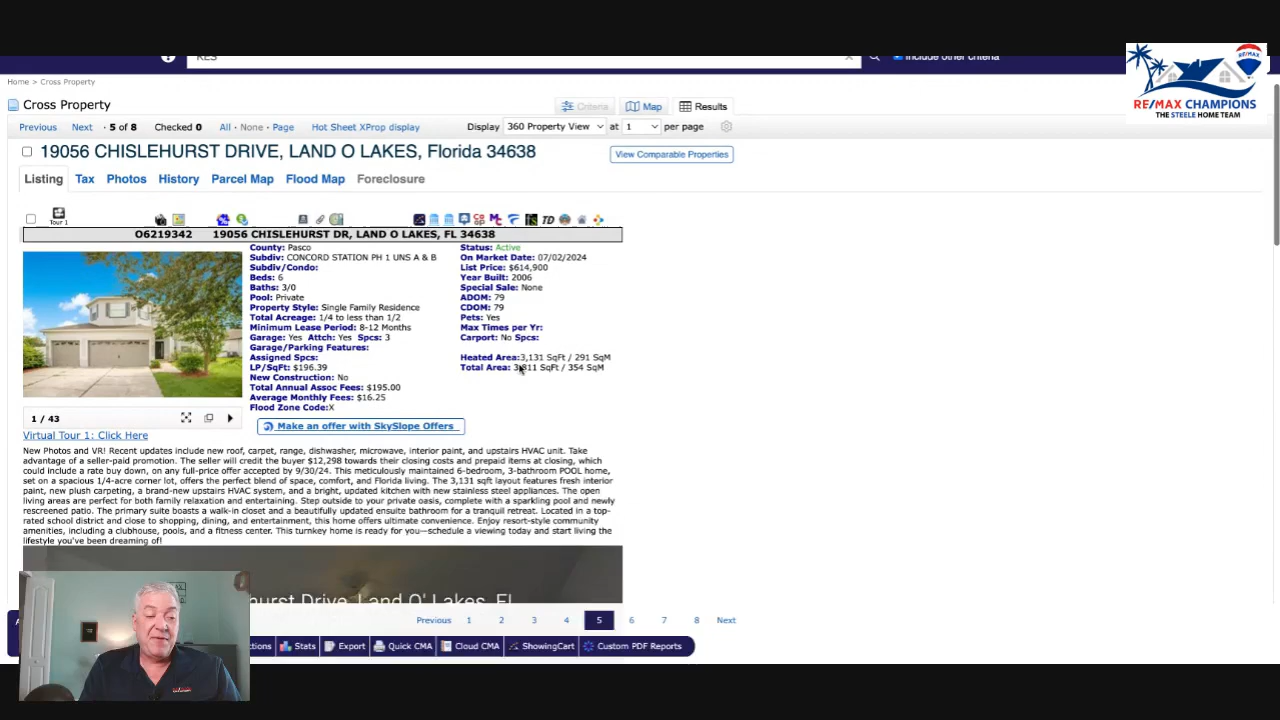 RES
Include other criteria
RE/MAX
RE/MAX CHAMPIONS
THE STEELE HOME TEAM
Home > Cross Property
Cross Property
Criteria Map Results
Previous Next · 5 of 8 Checked 0 All · None · Page Hot Sheet XProp display Display 360 Property View at 1 per page
19056 CHISLEHURST DRIVE, LAND O LAKES, Florida 34638
View Comparable Properties
Listing Tax Photos History Parcel Map Flood Map Foreclosure
Tour 1
TD
O6219342 19056 CHISLEHURST DR, LAND O LAKES, FL 34638
County: Pasco
Subdiv: CONCORD STATION PH 1 UNS A & B
Subdiv/Condo:
Beds: 6
Baths: 3/0
Pool: Private
Property Style: Single Family Residence
Total Acreage: 1/4 to less than 1/2
Minimum Lease Period: 8-12 Months
Garage: Yes Attch: Yes Spcs: 3
Garage/Parking Features:
Assigned Spcs:
LP/SqFt: $196.39
New Construction: No
Total Annual Assoc Fees: $195.00
Average Monthly Fees: $16.25
Flood Zone Code:X
Status: Active
On Market Date: 07/02/2024
List Price: $614,900
Year Built: 2006
Special Sale: None
ADOM: 79
CDOM: 79
Pets: Yes
Max Times per Yr:
Carport: No Spcs:
Heated Area:3,131 SqFt / 291 SqM
Total Area: 3,811 SqFt / 354 SqM
1 / 43
Make an offer with SkySlope Offers
Virtual Tour 1: Click Here
New Photos and VR! Recent updates include new roof, carpet, range, dishwasher, microwave, interior paint, and upstairs HVAC unit. Take
advantage of a seller-paid promotion. The seller will credit the buyer $12,298 towards their closing costs and prepaid items at closing, which
could include a rate buy down, on any full-price offer accepted by 9/30/24. This meticulously maintained 6-bedroom, 3-bathroom POOL home,
set on a spacious 1/4-acre corner lot, offers the perfect blend of space, comfort, and Florida living. The 3,131 sqft layout features fresh interior
paint, new plush carpeting, a brand-new upstairs HVAC system, and a bright, updated kitchen with new stainless steel appliances. The open
living areas are perfect for both family relaxation and entertaining. Step outside to your private oasis, complete with a sparkling pool and newly
rescreened patio. The primary suite boasts a walk-in closet and a beautifully updated ensuite bathroom for a tranquil retreat. Located in a top-
rated school district and close to shopping, dining, and entertainment, this home offers ultimate convenience. Enjoy resort-style community
amenities, including a clubhouse, pools, and a fitness center. This turnkey home is ready for you—schedule a viewing today and start living the
lifestyle you've been dreaming of!
hurst Drive, Land O' Lakes, FL
Previous 1 2 3 4 5 6 7 8 Next
Stats Export Quick CMA Cloud CMA ShowingCart Custom PDF Reports